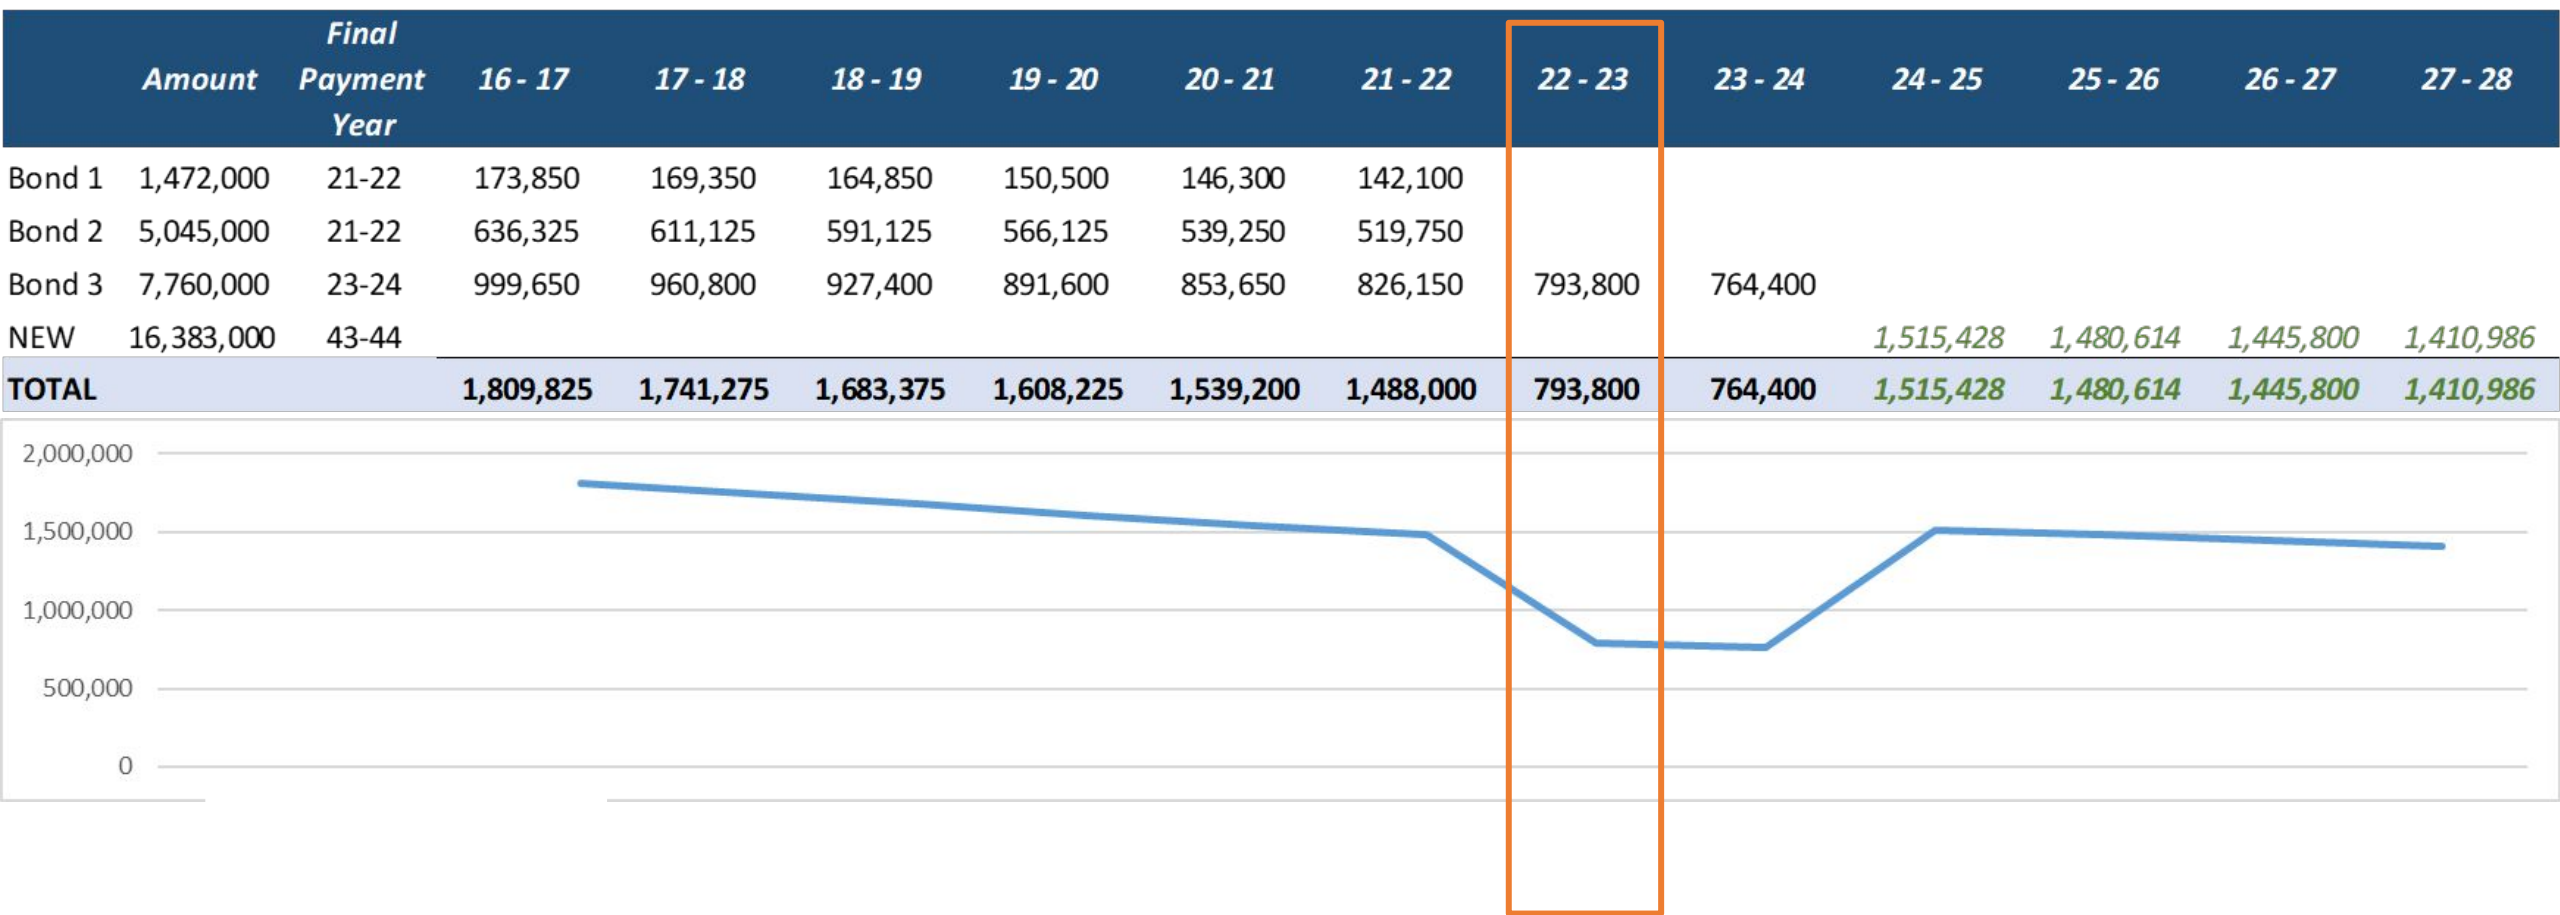 Final
Amount Payment 16 - 17 17 - 18 18 - 19 19 - 20 20 - 21 21 - 22 22 - 23 23 - 24 24 - 25 25 - 26 26 - 27 27 - 28
Year
Bond 1 1,472,000 21-22 173,850 169,350 164,850 150,500 146,300 142,100
Bond 2 5,045,000 21-22 636,325 611,125 591,125 566,125 539,250 519,750
Bond 3 7,760,000 23-24 999,650 960,800 927,400 891,600 853,650 826,150 793,800 764,400
NEW 16,383,000 43-44 1,515,428 1,480,614 1,445,800 1,410,986
TOTAL 1,809,825 1,741,275 1,683,375 1,608,225 1,539,200 1,488,000 793,800 764,400 1,515,428 1,480,614 1,445,800 1,410,986
2,000,000
1,500,000
1,000,000
500,000
0